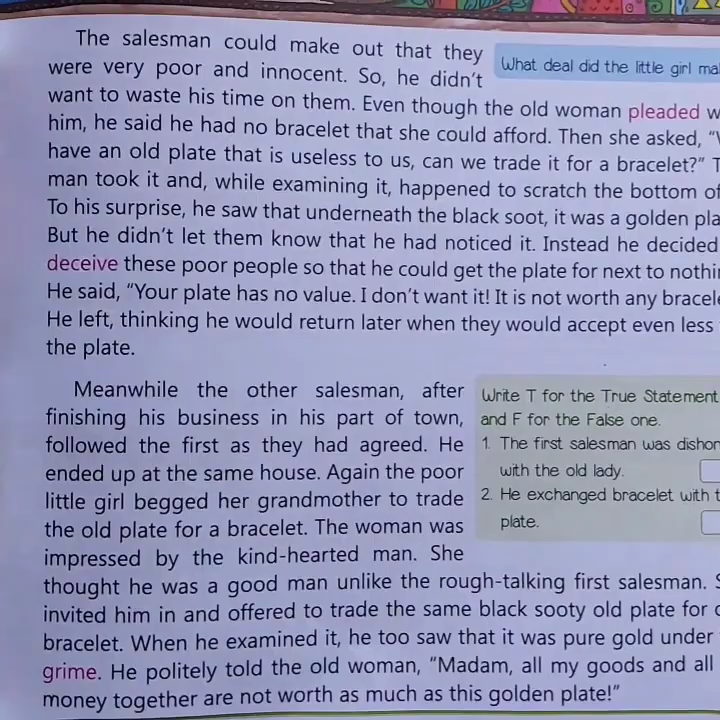 The salesman could make out that they
were very poor and innocent. So, he didn't
What deal did the little girl
want to waste his time on them. Even though the old woman pleaded
him, he said he had no bracelet that she could afford. Then she asked,
have an old plate that is useless to us, can we trade it for a bracelet?"
man took it and, while examining it, happened to scratch the bottom
To his surprise, he saw that underneath the black soot, it was a golden
But he didn't let them know that he had noticed it. Instead he decided
deceive these poor people so that he could get the plate for next to
He said, "Your plate has no value. I don't want it! It is not worth any
He left, thinking he would return later when they would accept even less
the plate.
Meanwhile the other salesman, after
finishing his business in his part of town,
followed the first as they had agreed. He
ended up at the same house. Again the poor
little girl begged her grandmother to trade
the old plate for a bracelet. The woman was
impressed by the kind-hearted man. She
Write T for the True Statement
and F for the False one.
1. The first salesman was
with the old lady.
2. He exchanged bracelet with
plate.
thought he was a good man unlike the rough-talking first salesman.
invited him in and offered to trade the same black sooty old plate for
bracelet. When he examined it, he too saw that it was pure gold under
grime. He politely told the old woman, "Madam, all my goods and all
money together are not worth as much as this golden plate!"